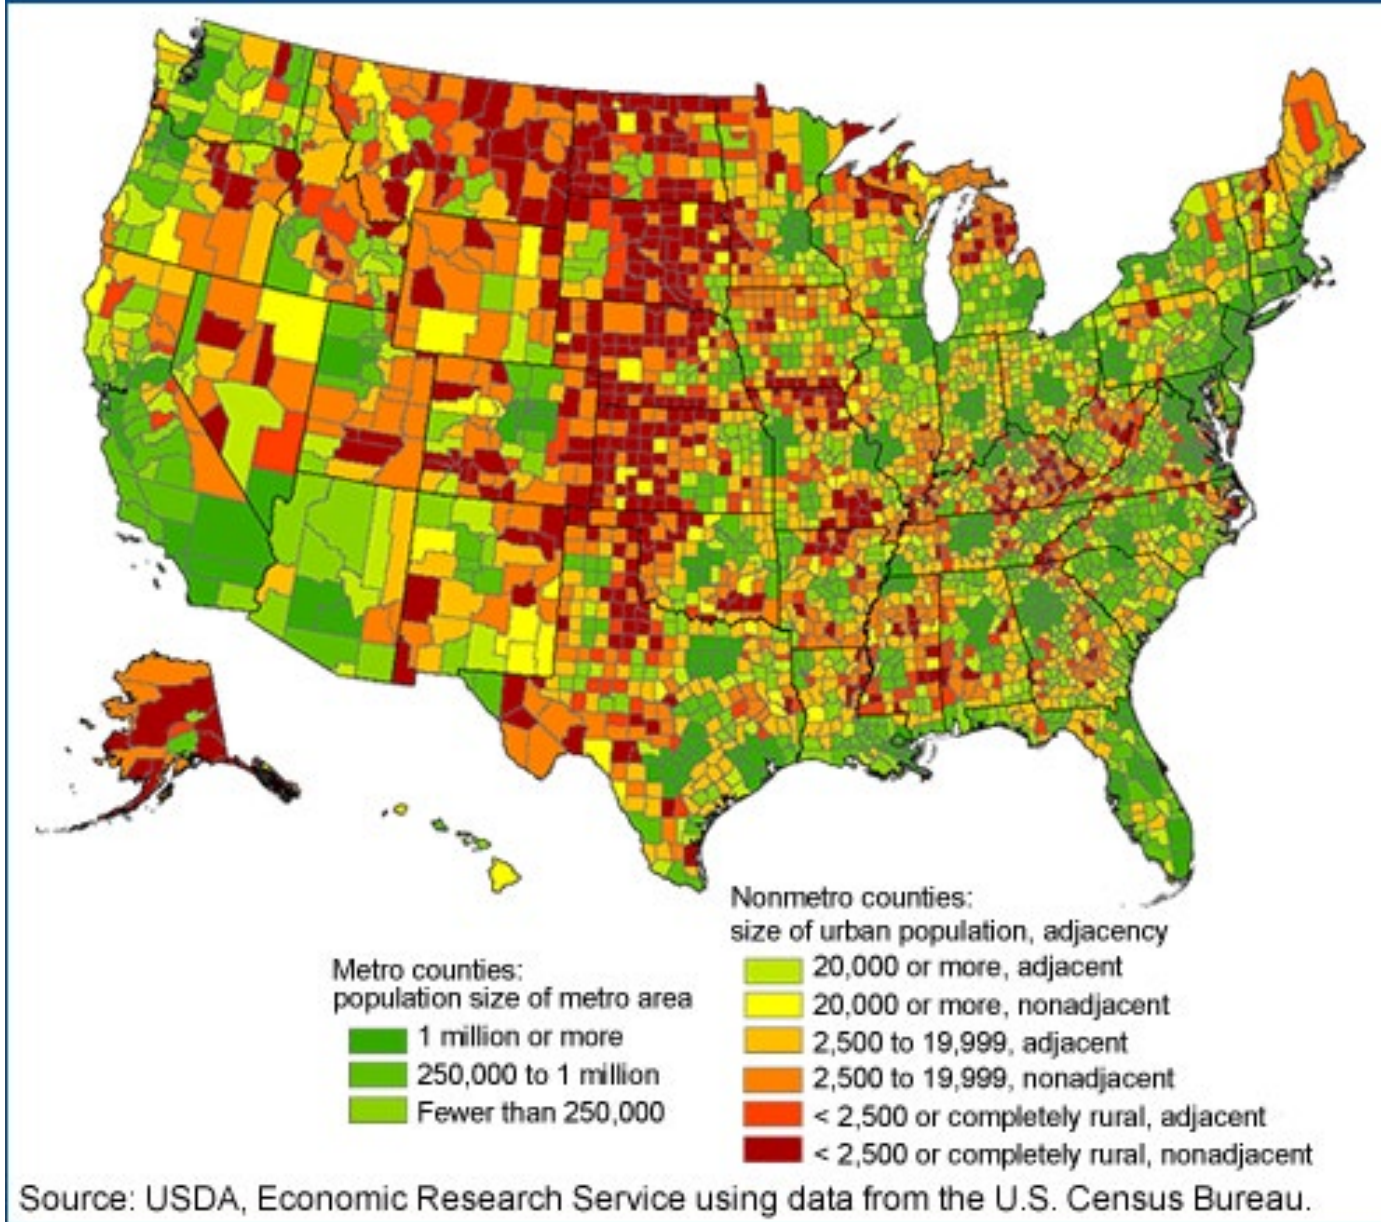 Metro counties:
population size of metro area
1 million or more
250,000 to 1 million
Fewer than 250,000
Nonmetro counties:
size of urban population, adjacency
20,000 or more, adjacent
20,000 or more, nonadjacent
2,500 to 19,999, adjacent
2,500 to 19,999, nonadjacent
< 2,500 or completely rural, adjacent
< 2,500 or completely rural, nonadjacent
Source: USDA, Economic Research Service using data from the U.S. Census Bureau.